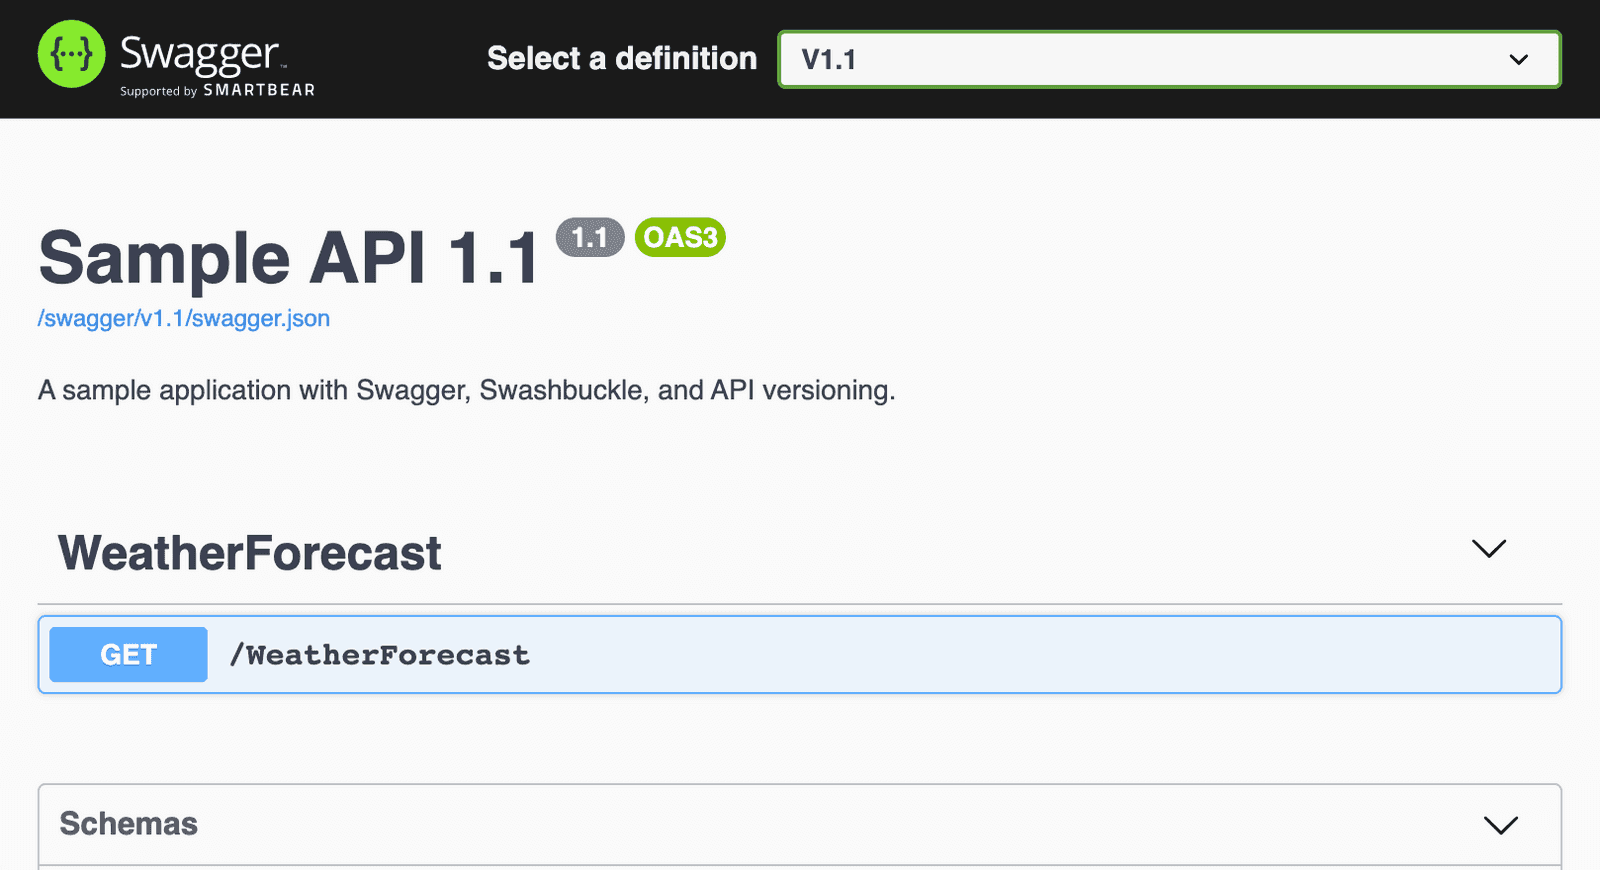 {···} Swagger™
Supported by SMARTBEAR
Select a definition
V1.1
Sample API 1.1
1.1
OAS3
/swagger/v1.1/swagger.json
A sample application with Swagger, Swashbuckle, and API versioning.
WeatherForecast
GET /WeatherForecast
Schemas